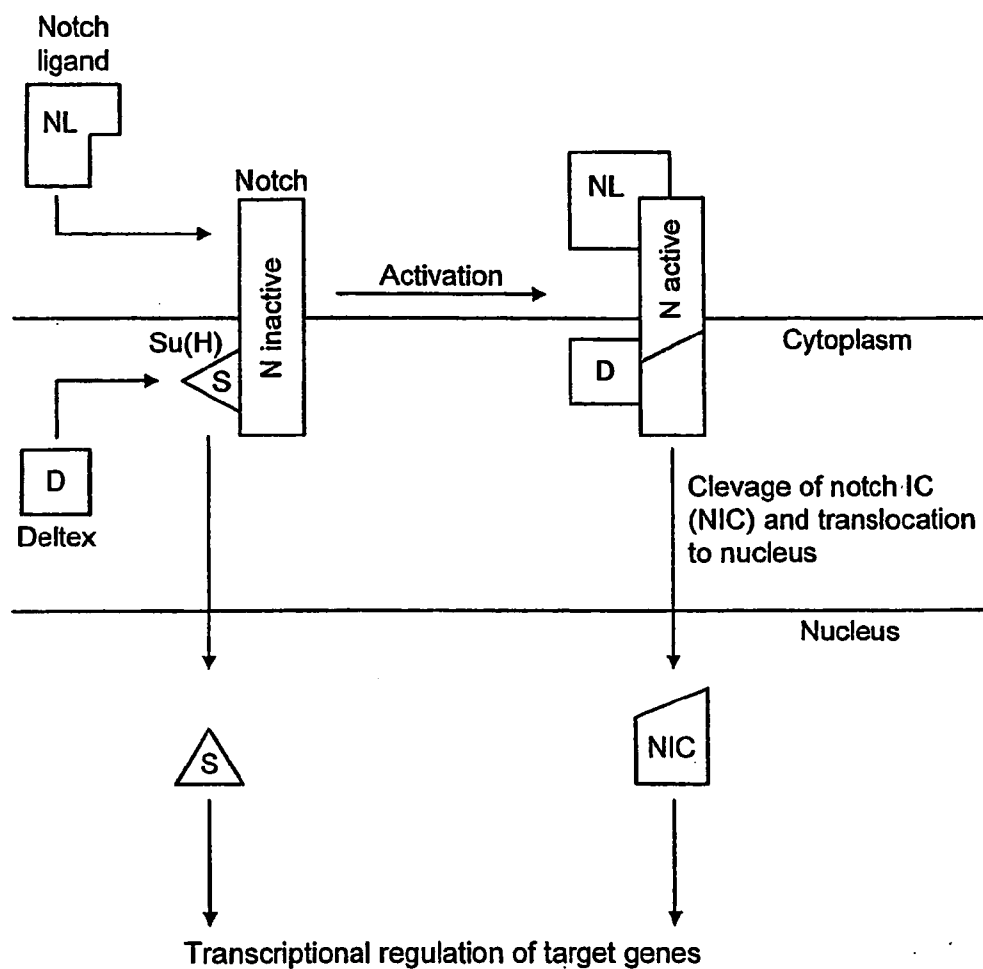 Notch
ligand
NL
Notch
N inactive
Activation
NL
N active
Su(H)
S
D
Deltex
D
Cytoplasm
Clevage of notch IC
(NIC) and translocation
to nucleus
Nucleus
S
NIC
Transcriptional regulation of target genes